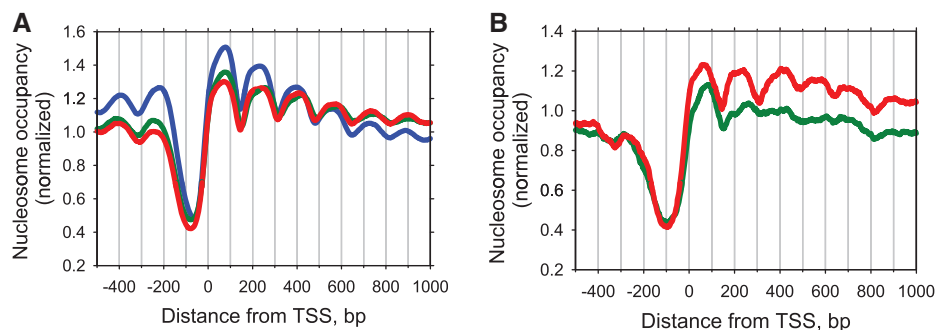 A
Nucleosome occupancy
(normalized)
1.6
1.4
1.2
1.0
0.8
0.6
0.4
0.2
-400 -200 0 200 400 600 800 1000
Distance from TSS, bp
B
Nucleosome occupancy
(normalized)
1.4
1.2
1.0
0.8
0.6
0.4
0.2
-400 -200 0 200 400 600 800 1000
Distance from TSS, bp